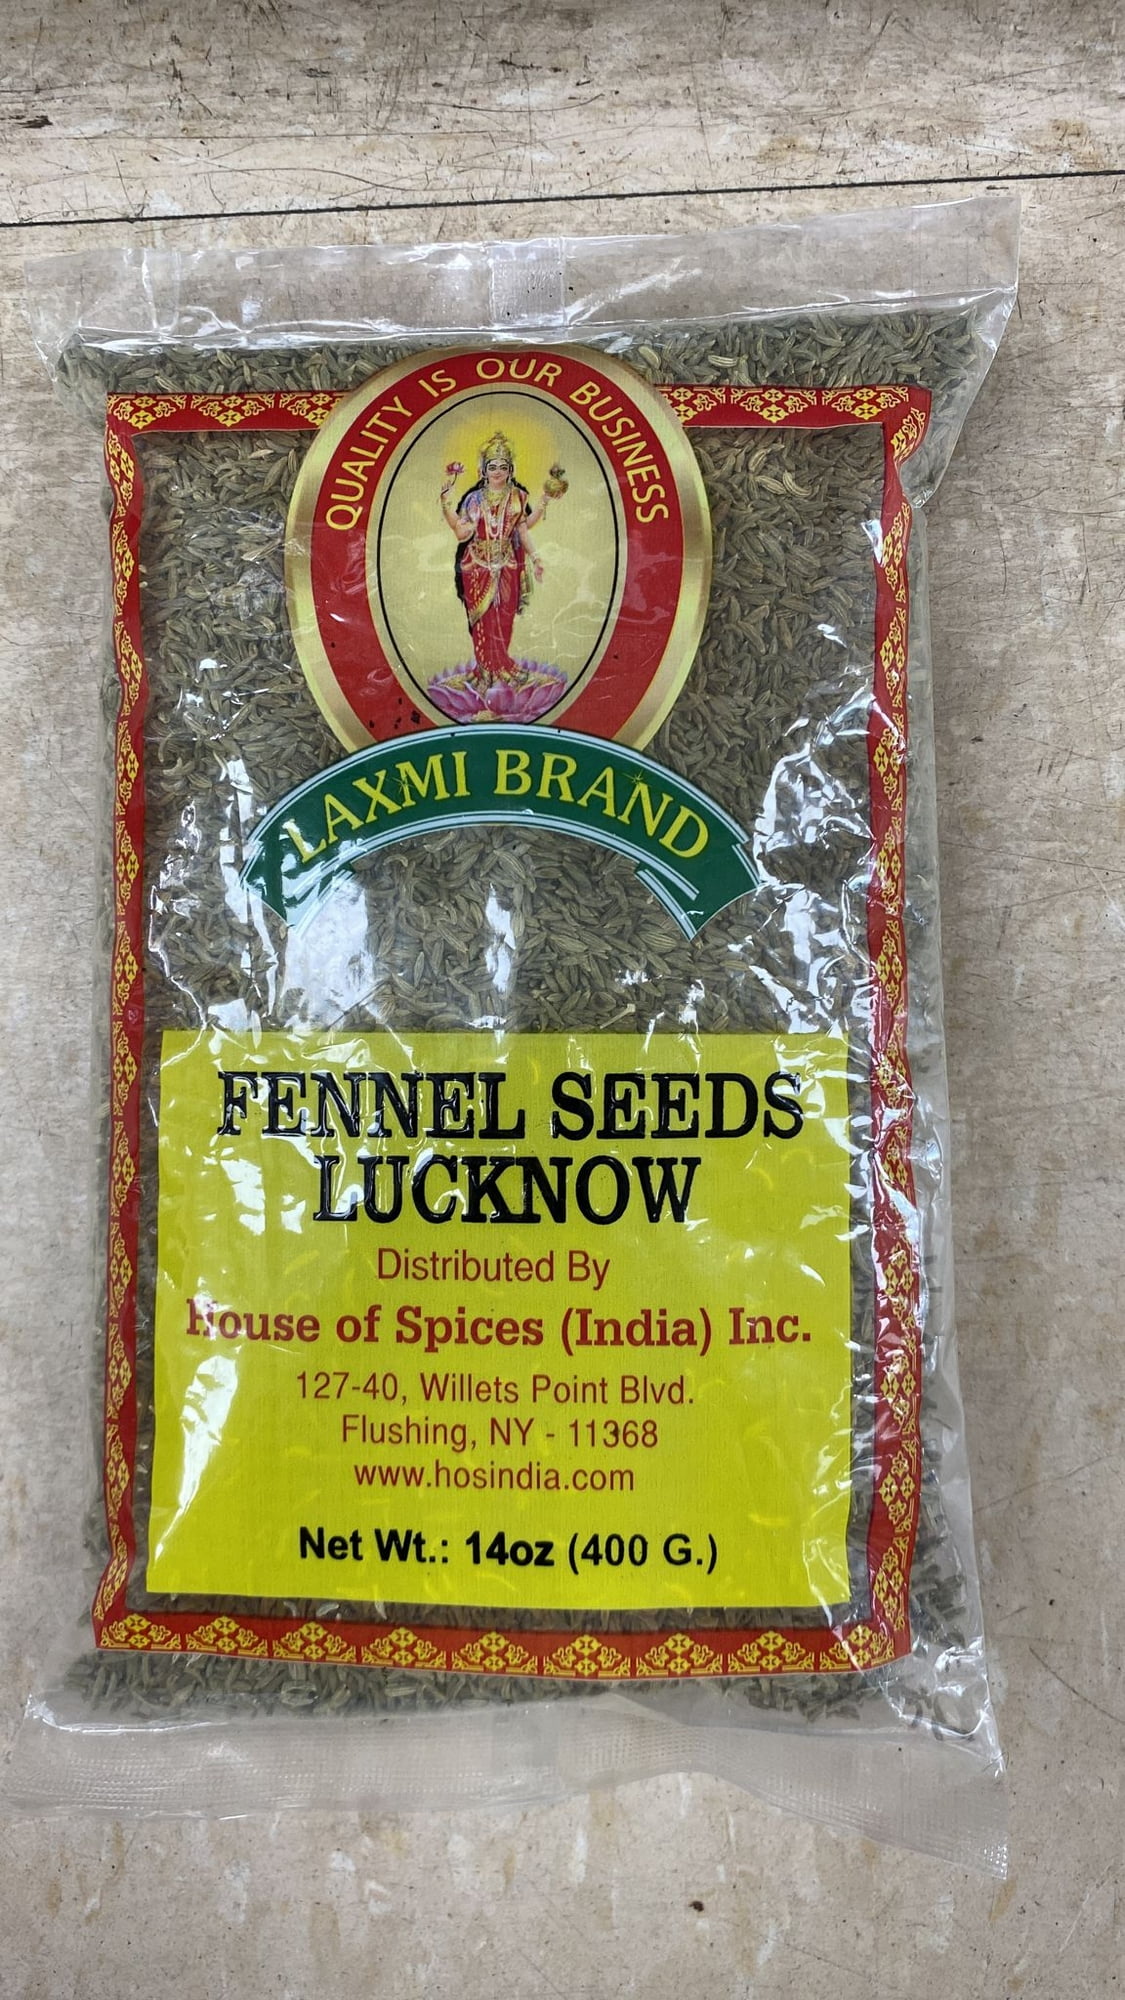 QUALITY IS OUR BUSINESS
LAXMI BRAND
FENNEL SEEDS
LUCKNOW
Distributed By
House of Spices (India) Inc.
127-40, Willets Point Blvd.
Flushing, NY - 11368
www.hosindia.com
Net Wt.: 14oz (400 G.)